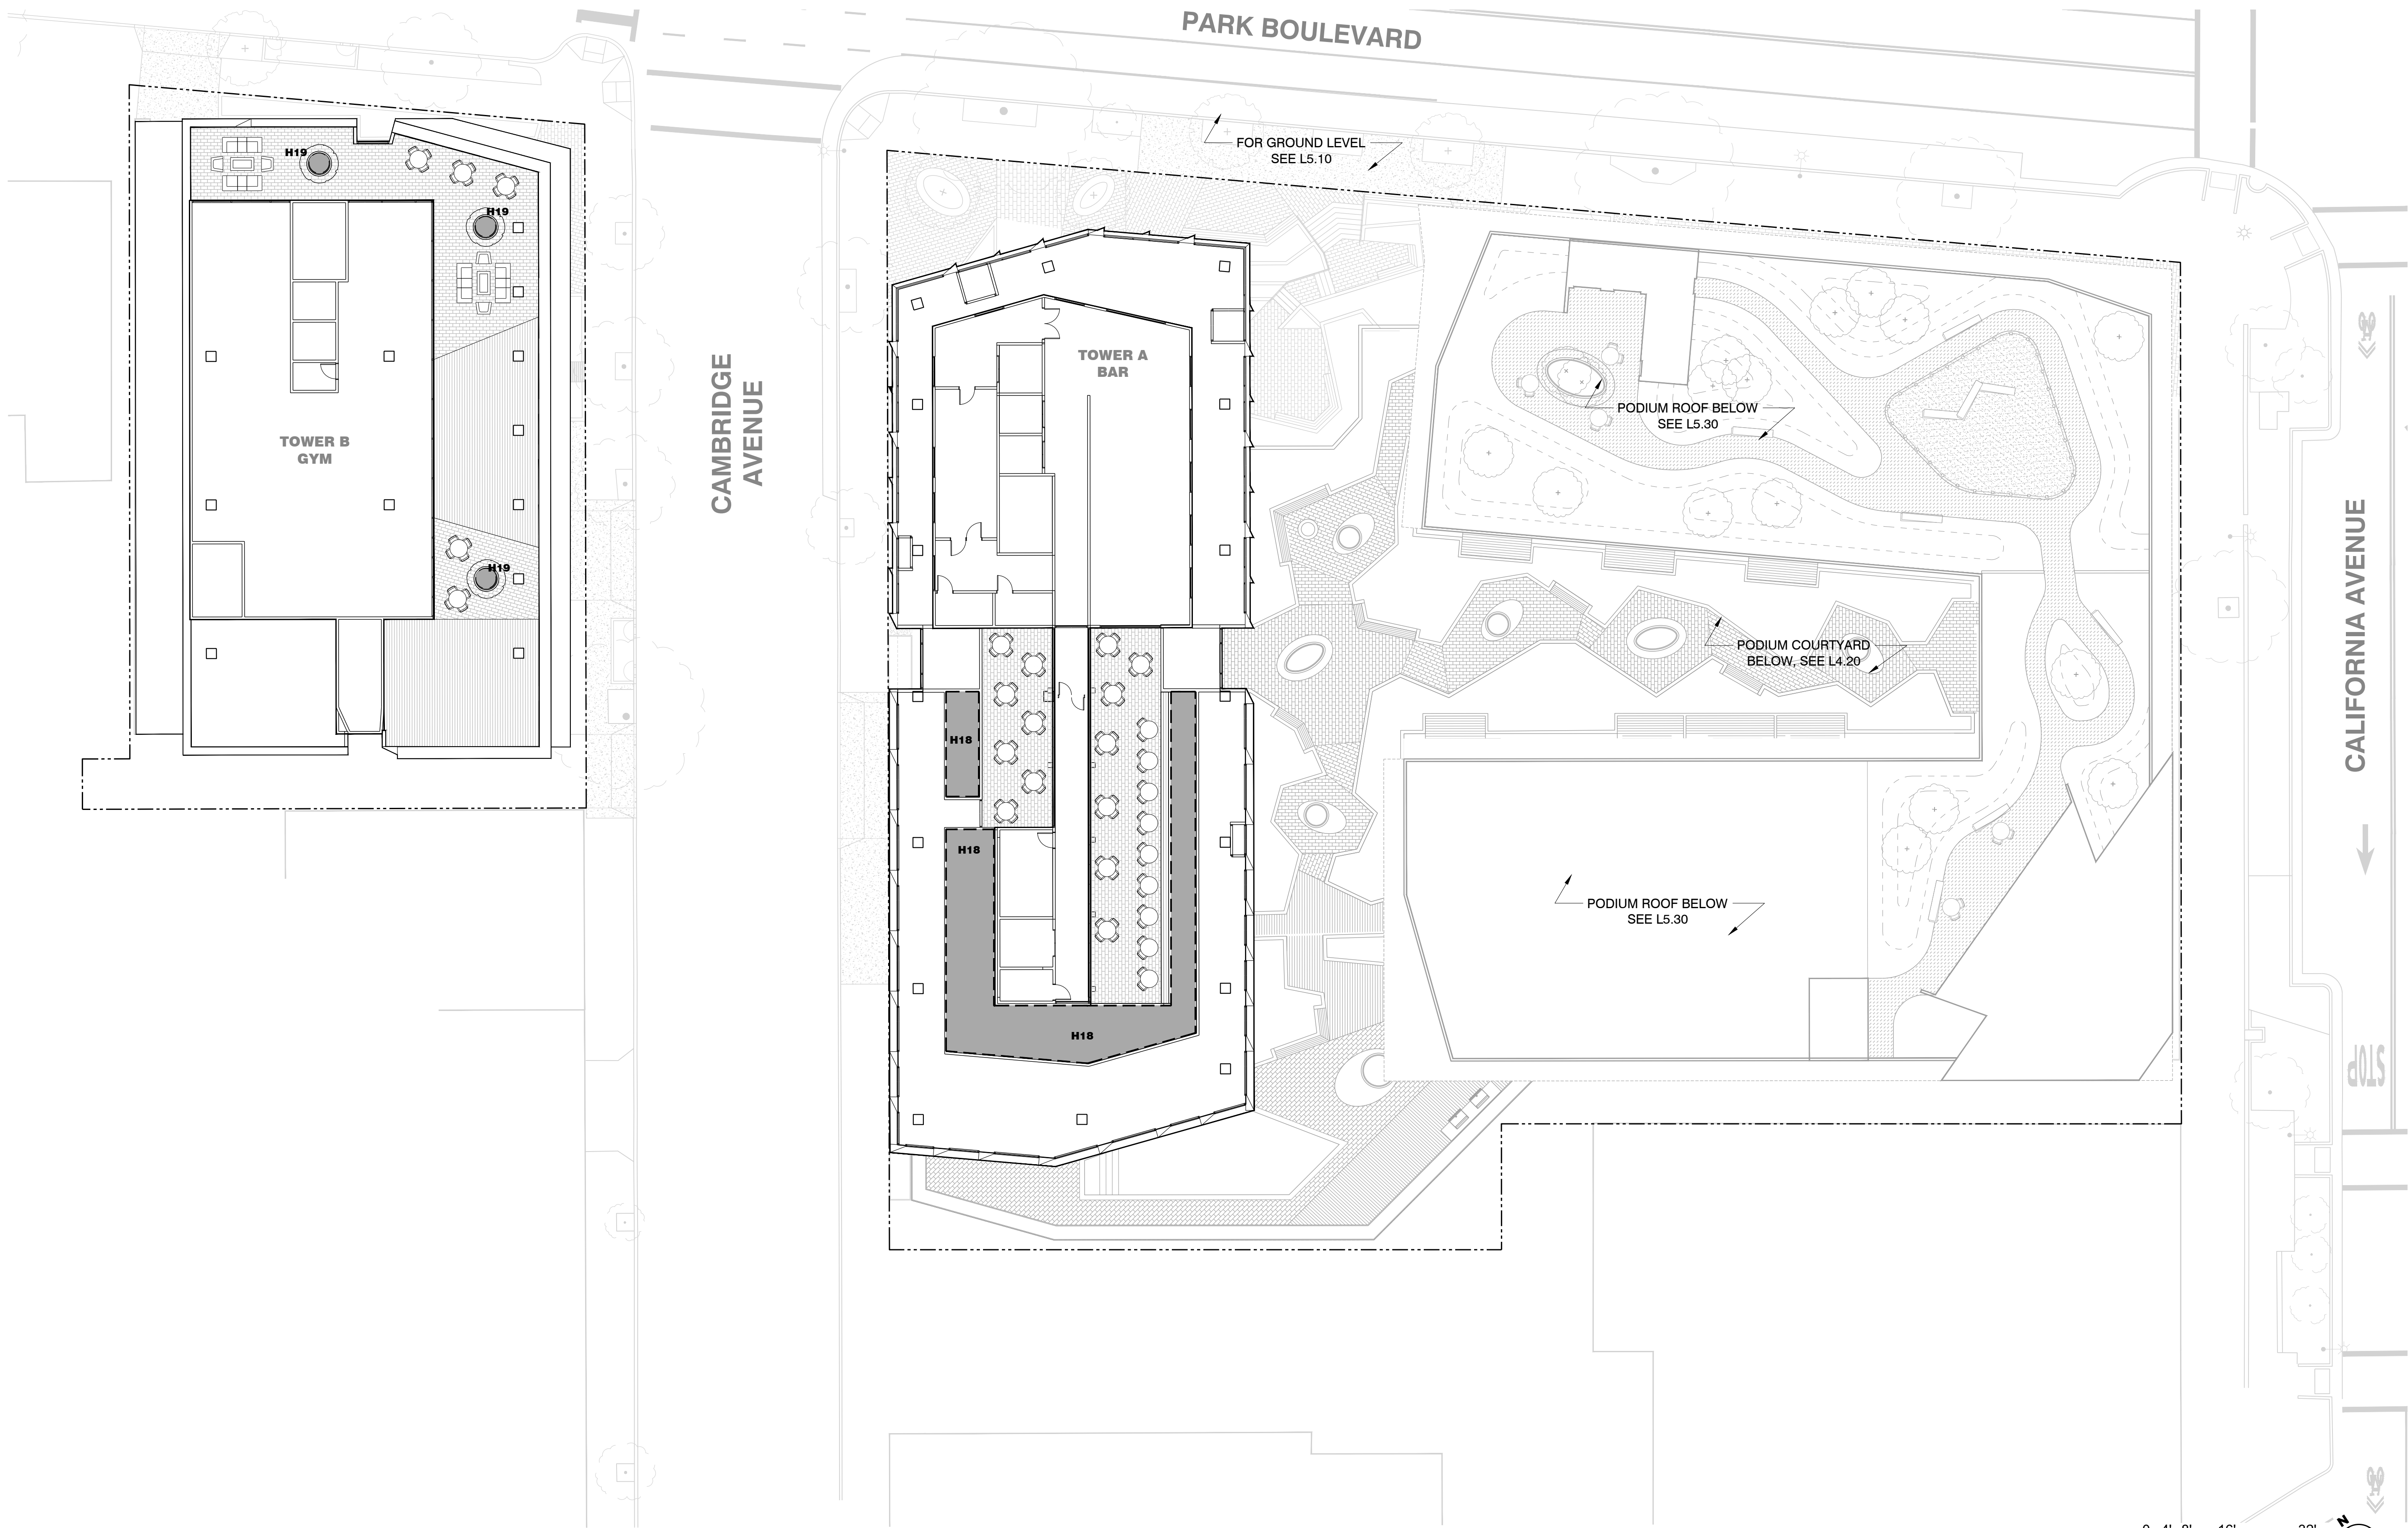 PARK BOULEVARD
FOR GROUND LEVEL
SEE L5.10
H19
H19
TOWER A
BAR
CAMBRIDGE
AVENUE
PODIUM ROOF BELOW
SEE L5.30
TOWER B
GYM
H19
CALIFORNIA AVENUE
PODIUM COURTYARD
BELOW, SEE L4.20
H18
H18
PODIUM ROOF BELOW
SEE L5.30
H18
STOP
N